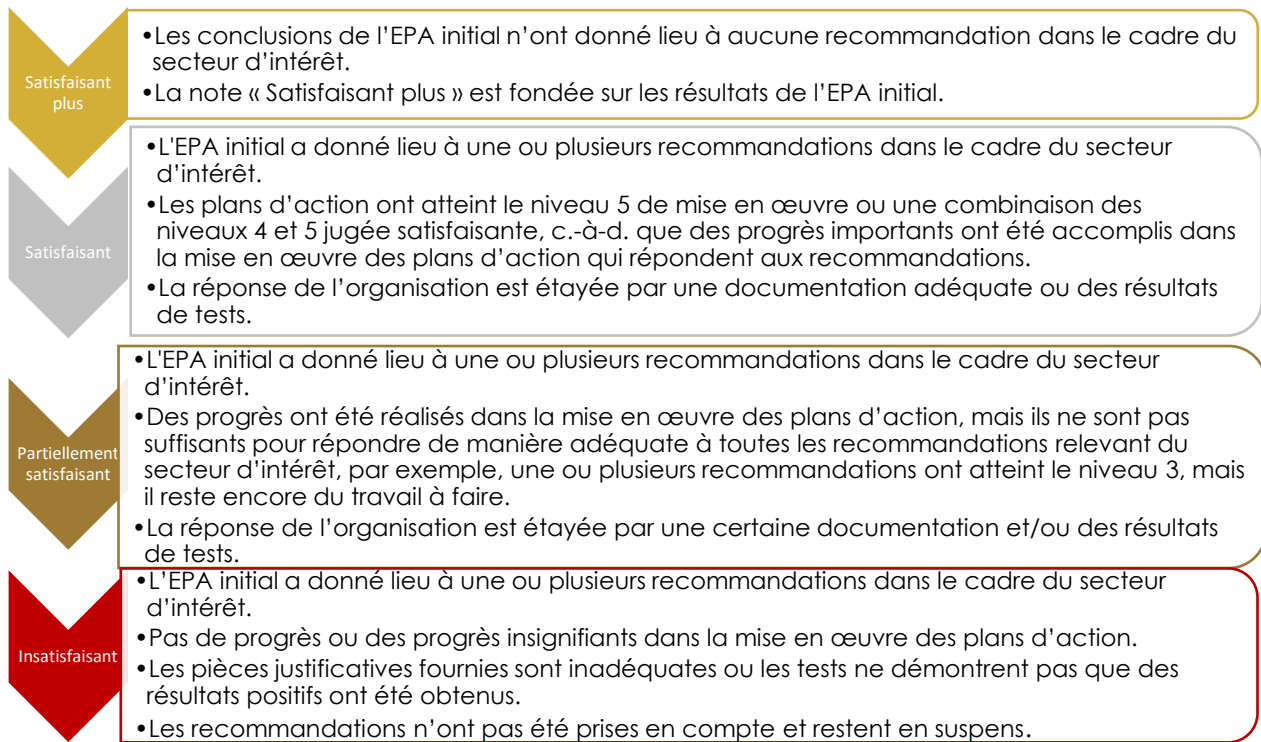 Satisfaisant
plus
•Les conclusions de l’EPA initial n’ont donné lieu à aucune recommandation dans le cadre du
secteur d’intérêt.
•La note « Satisfaisant plus » est fondée sur les résultats de l’EPA initial.
Satisfaisant
•L'EPA initial a donné lieu à une ou plusieurs recommandations dans le cadre du secteur
d’intérêt.
•Les plans d’action ont atteint le niveau 5 de mise en œuvre ou une combinaison des
niveaux 4 et 5 jugée satisfaisante, c.-à-d. que des progrès importants ont été accomplis dans
la mise en œuvre des plans d’action qui répondent aux recommandations.
•La réponse de l’organisation est étayée par une documentation adéquate ou des résultats
de tests.
Partiellement
satisfaisant
•L'EPA initial a donné lieu à une ou plusieurs recommandations dans le cadre du secteur
d’intérêt.
•Des progrès ont été réalisés dans la mise en œuvre des plans d’action, mais ils ne sont pas
suffisants pour répondre de manière adéquate à toutes les recommandations relevant du
secteur d’intérêt, par exemple, une ou plusieurs recommandations ont atteint le niveau 3, mais
il reste encore du travail à faire.
•La réponse de l’organisation est étayée par une certaine documentation et/ou des résultats
de tests.
Insatisfaisant
•L’EPA initial a donné lieu à une ou plusieurs recommandations dans le cadre du secteur
d’intérêt.
•Pas de progrès ou des progrès insignifiants dans la mise en œuvre des plans d’action.
•Les pièces justificatives fournies sont inadéquates ou les tests ne démontrent pas que des
résultats positifs ont été obtenus.
•Les recommandations n’ont pas été prises en compte et restent en suspens.